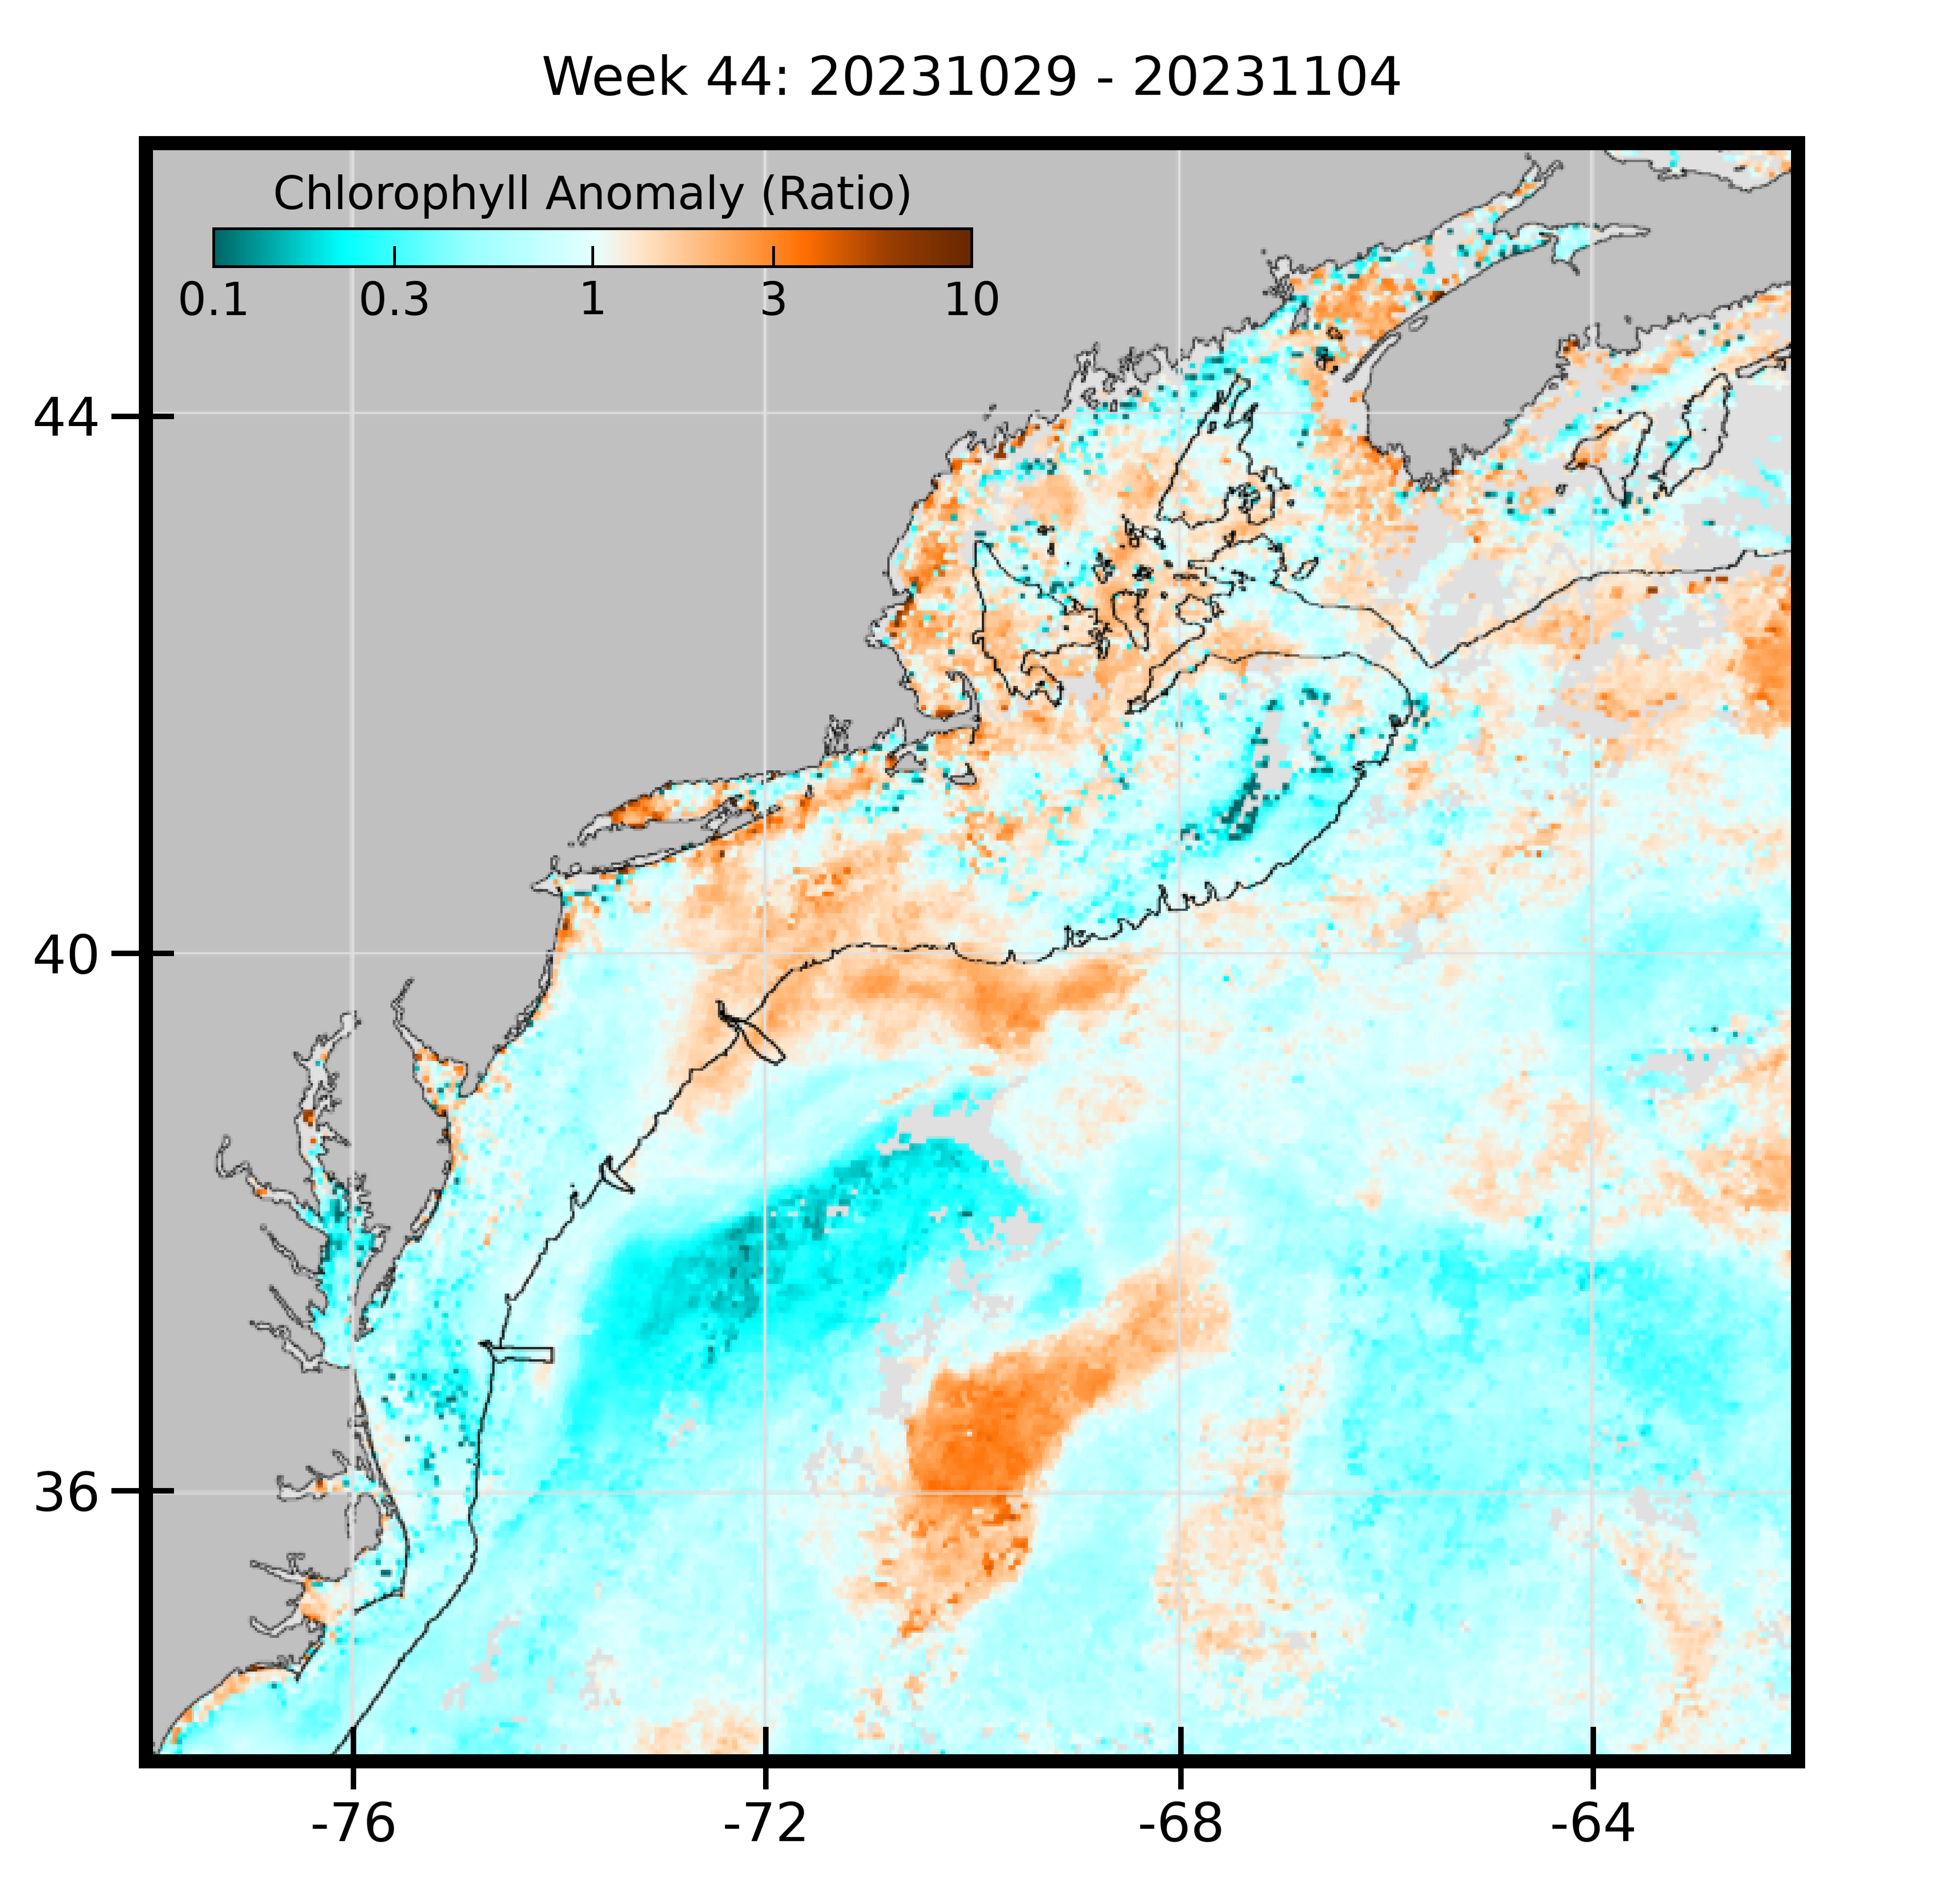 Week 44: 20231029 - 20231104
Chlorophyll Anomaly (Ratio)
0.1 0.3 1 3 10
44
40
36
-76 -72 -68 -64